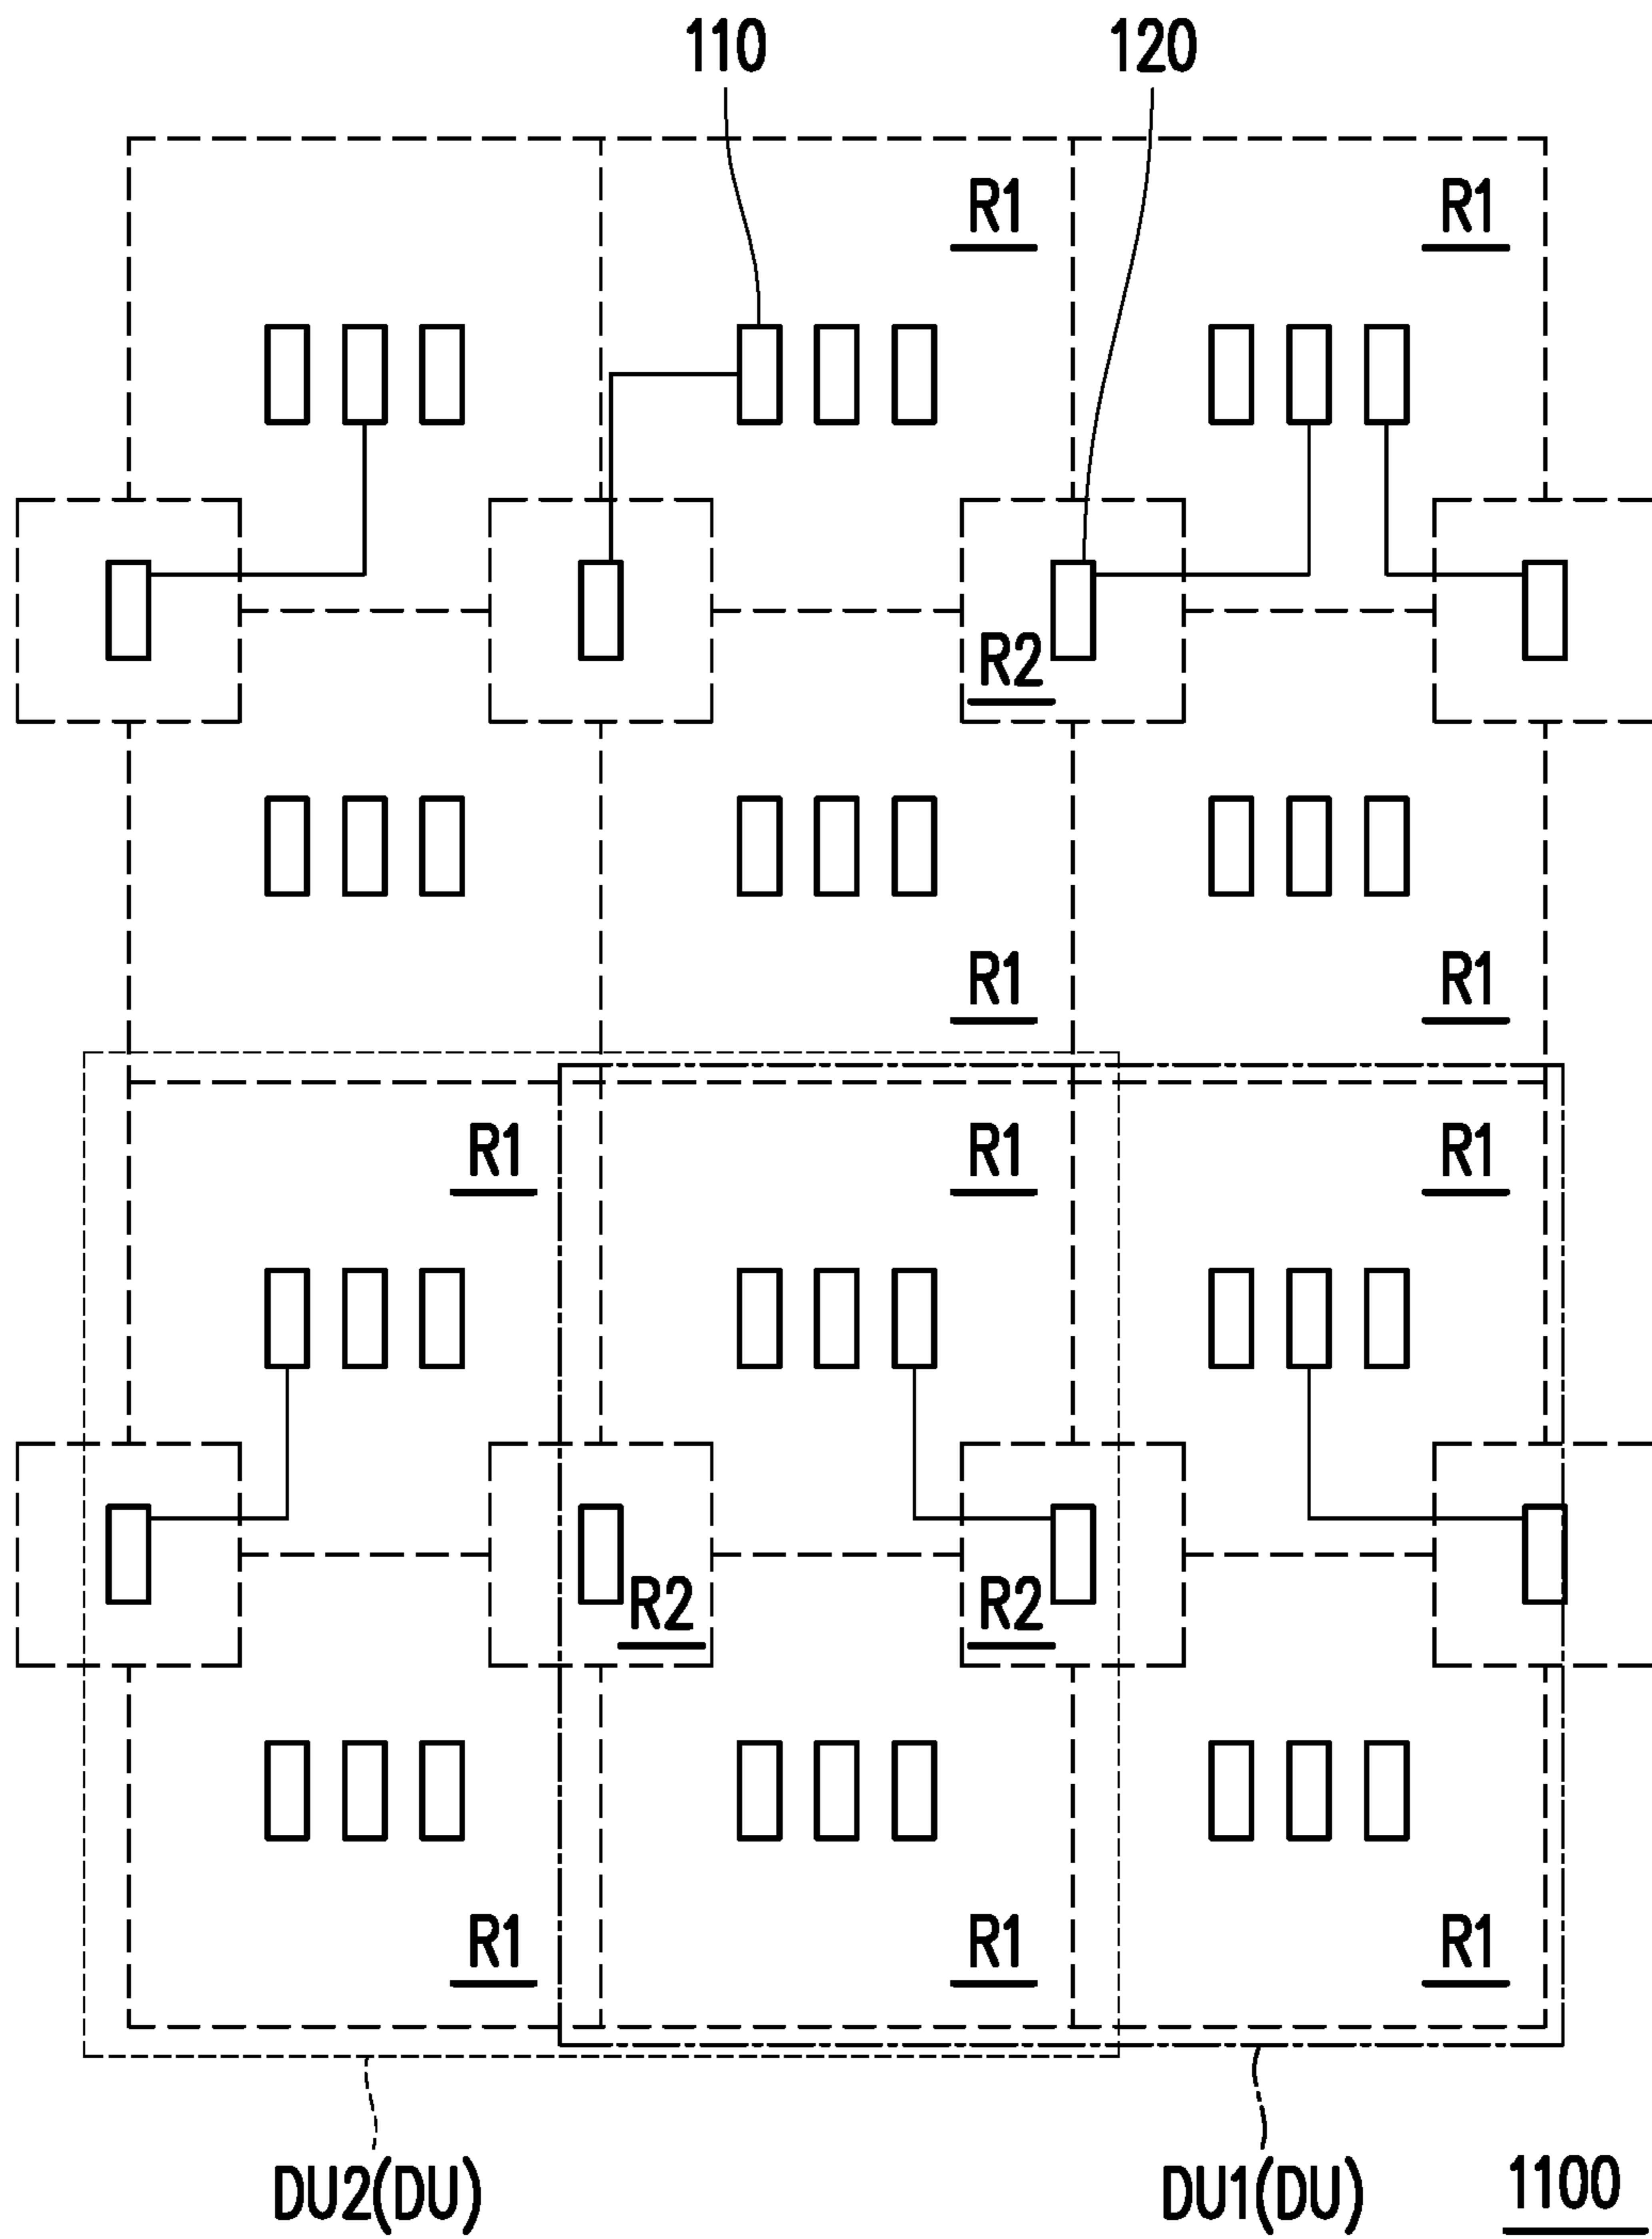 110 120
R1 R1
R2
R1 R1
R1 R1 R1
R2 R2
R1 R1 R1
DU2(DU) DU1(DU) 1100